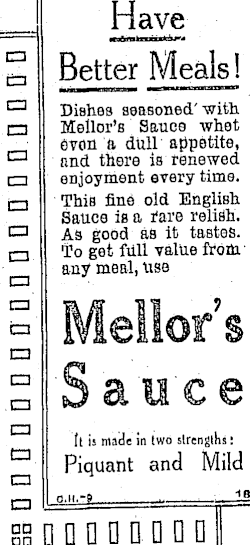 Have
Better Meals!
Dishes seasoned with
Mellor's Sauce whet
even a dull appetite,
and there is renewed
enjoyment every time.
This fine old English
Sauce is a rare relish.
As good as it tastes.
To get full value from
any meal, use
Mellor's
Sauce
It is made in two strengths:
Piquant and Mild
G.H.-9 18